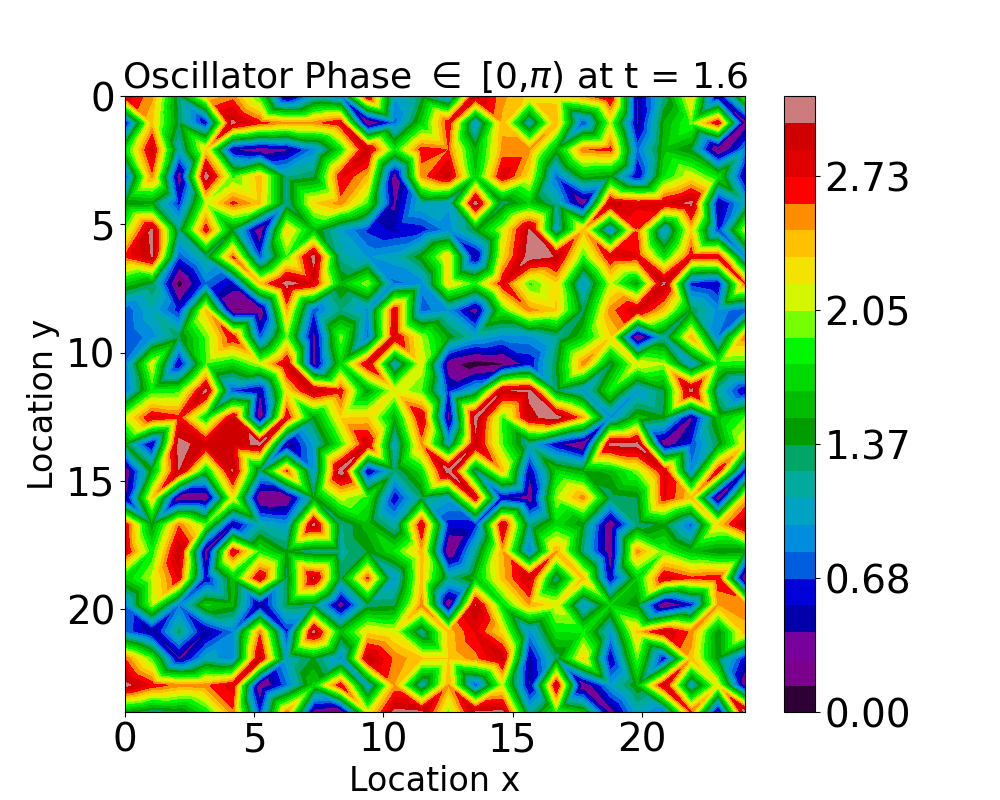 Oscillator Phase ∈ [0,π) at t = 1.6
0
5
10
15
20
Location y
0 5 10 15 20
Location x
2.73
2.05
1.37
0.68
0.00